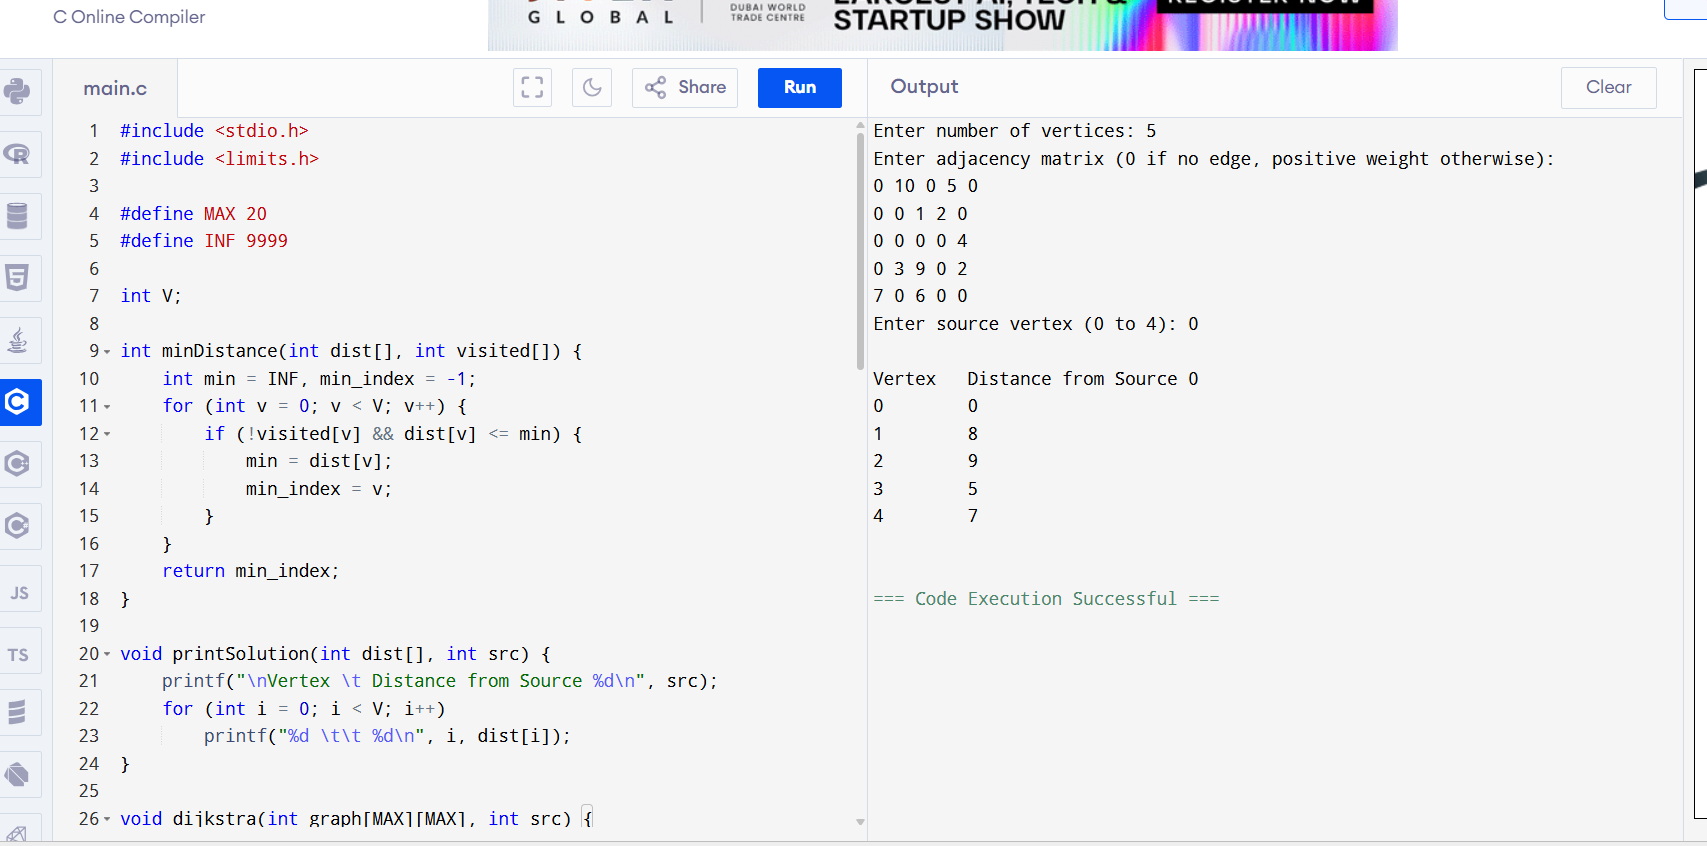 C Online Compiler
GLOBAL
DUBAI WORLD
TRADE CENTRE
STARTUP SHOW
main.c
Share
Run
Output
Clear
1 #include <stdio.h>
2 #include <limits.h>
3
4 #define MAX 20
5 #define INF 9999
6
7 int V;
8
9 int minDistance(int dist[], int visited[]) {
10     int min = INF, min_index = -1;
11     for (int v = 0; v < V; v++) {
12         if (!visited[v] && dist[v] <= min) {
13             min = dist[v];
14             min_index = v;
15         }
16     }
17     return min_index;
18 }
19
20 void printSolution(int dist[], int src) {
21     printf("\nVertex \t Distance from Source %d\n", src);
22     for (int i = 0; i < V; i++)
23         printf("%d \t\t %d\n", i, dist[i]);
24 }
25
26 void dijkstra(int graph[MAX][MAX], int src) {
Enter number of vertices: 5
Enter adjacency matrix (0 if no edge, positive weight otherwise):
0 10 0 5 0
0 0 1 2 0
0 0 0 0 4
0 3 9 0 2
7 0 6 0 0
Enter source vertex (0 to 4): 0
Vertex   Distance from Source 0
0        0
1        8
2        9
3        5
4        7
=== Code Execution Successful ===
JS
TS